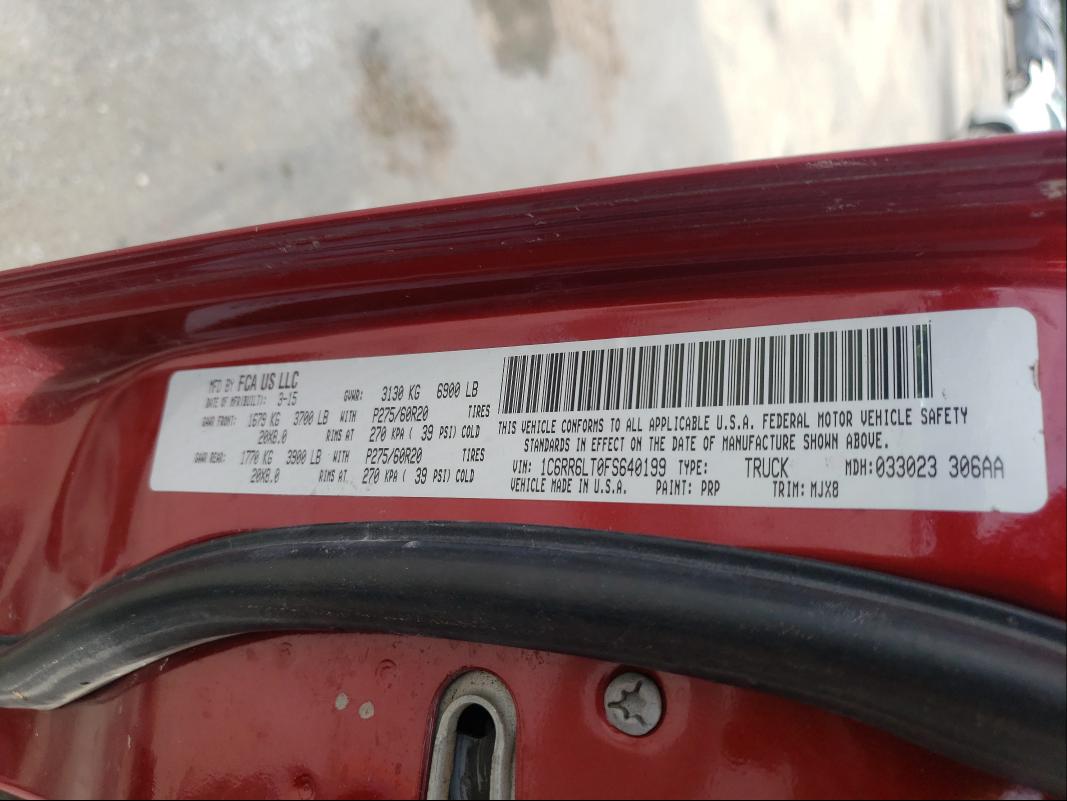 MFD BY FCA US LLC
DATE OF MFR(BUILT): 3-15 GVWR: 3130 KG 6900 LB
GAWR FRONT: 1679 KG 3700 LB WITH P275/60R20 TIRES
20X8.0 RIMS AT 270 KPA ( 39 PSI) COLD
GAWR REAR: 1770 KG 3900 LB WITH P275/60R20 TIRES
20X8.0 RIMS AT 270 KPA ( 39 PSI) COLD
THIS VEHICLE CONFORMS TO ALL APPLICABLE U.S.A. FEDERAL MOTOR VEHICLE SAFETY
STANDARDS IN EFFECT ON THE DATE OF MANUFACTURE SHOWN ABOVE.
VIN: 1C6RR6LT0FS640199 TYPE: TRUCK MDH:033023 306AA
VEHICLE MADE IN U.S.A. PAINT: PRP TRIM: MJX8